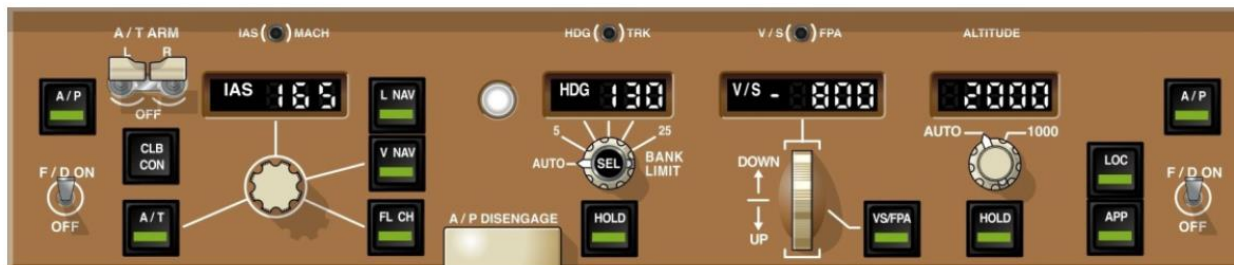 A/T ARM
L R
OFF
A/P
F/D ON
OFF
CLB
CON
A/T
IAS MACH
IAS 165
L NAV
V NAV
FL CH
A/P DISENGAGE
HDG TRK
HDG 130
5 25
AUTO SEL BANK
LIMIT
HOLD
V/S FPA
V/S - 800
DOWN
UP
VS/FPA
ALTITUDE
2000
AUTO 1000
HOLD
LOC
APP
A/P
F/D ON
OFF